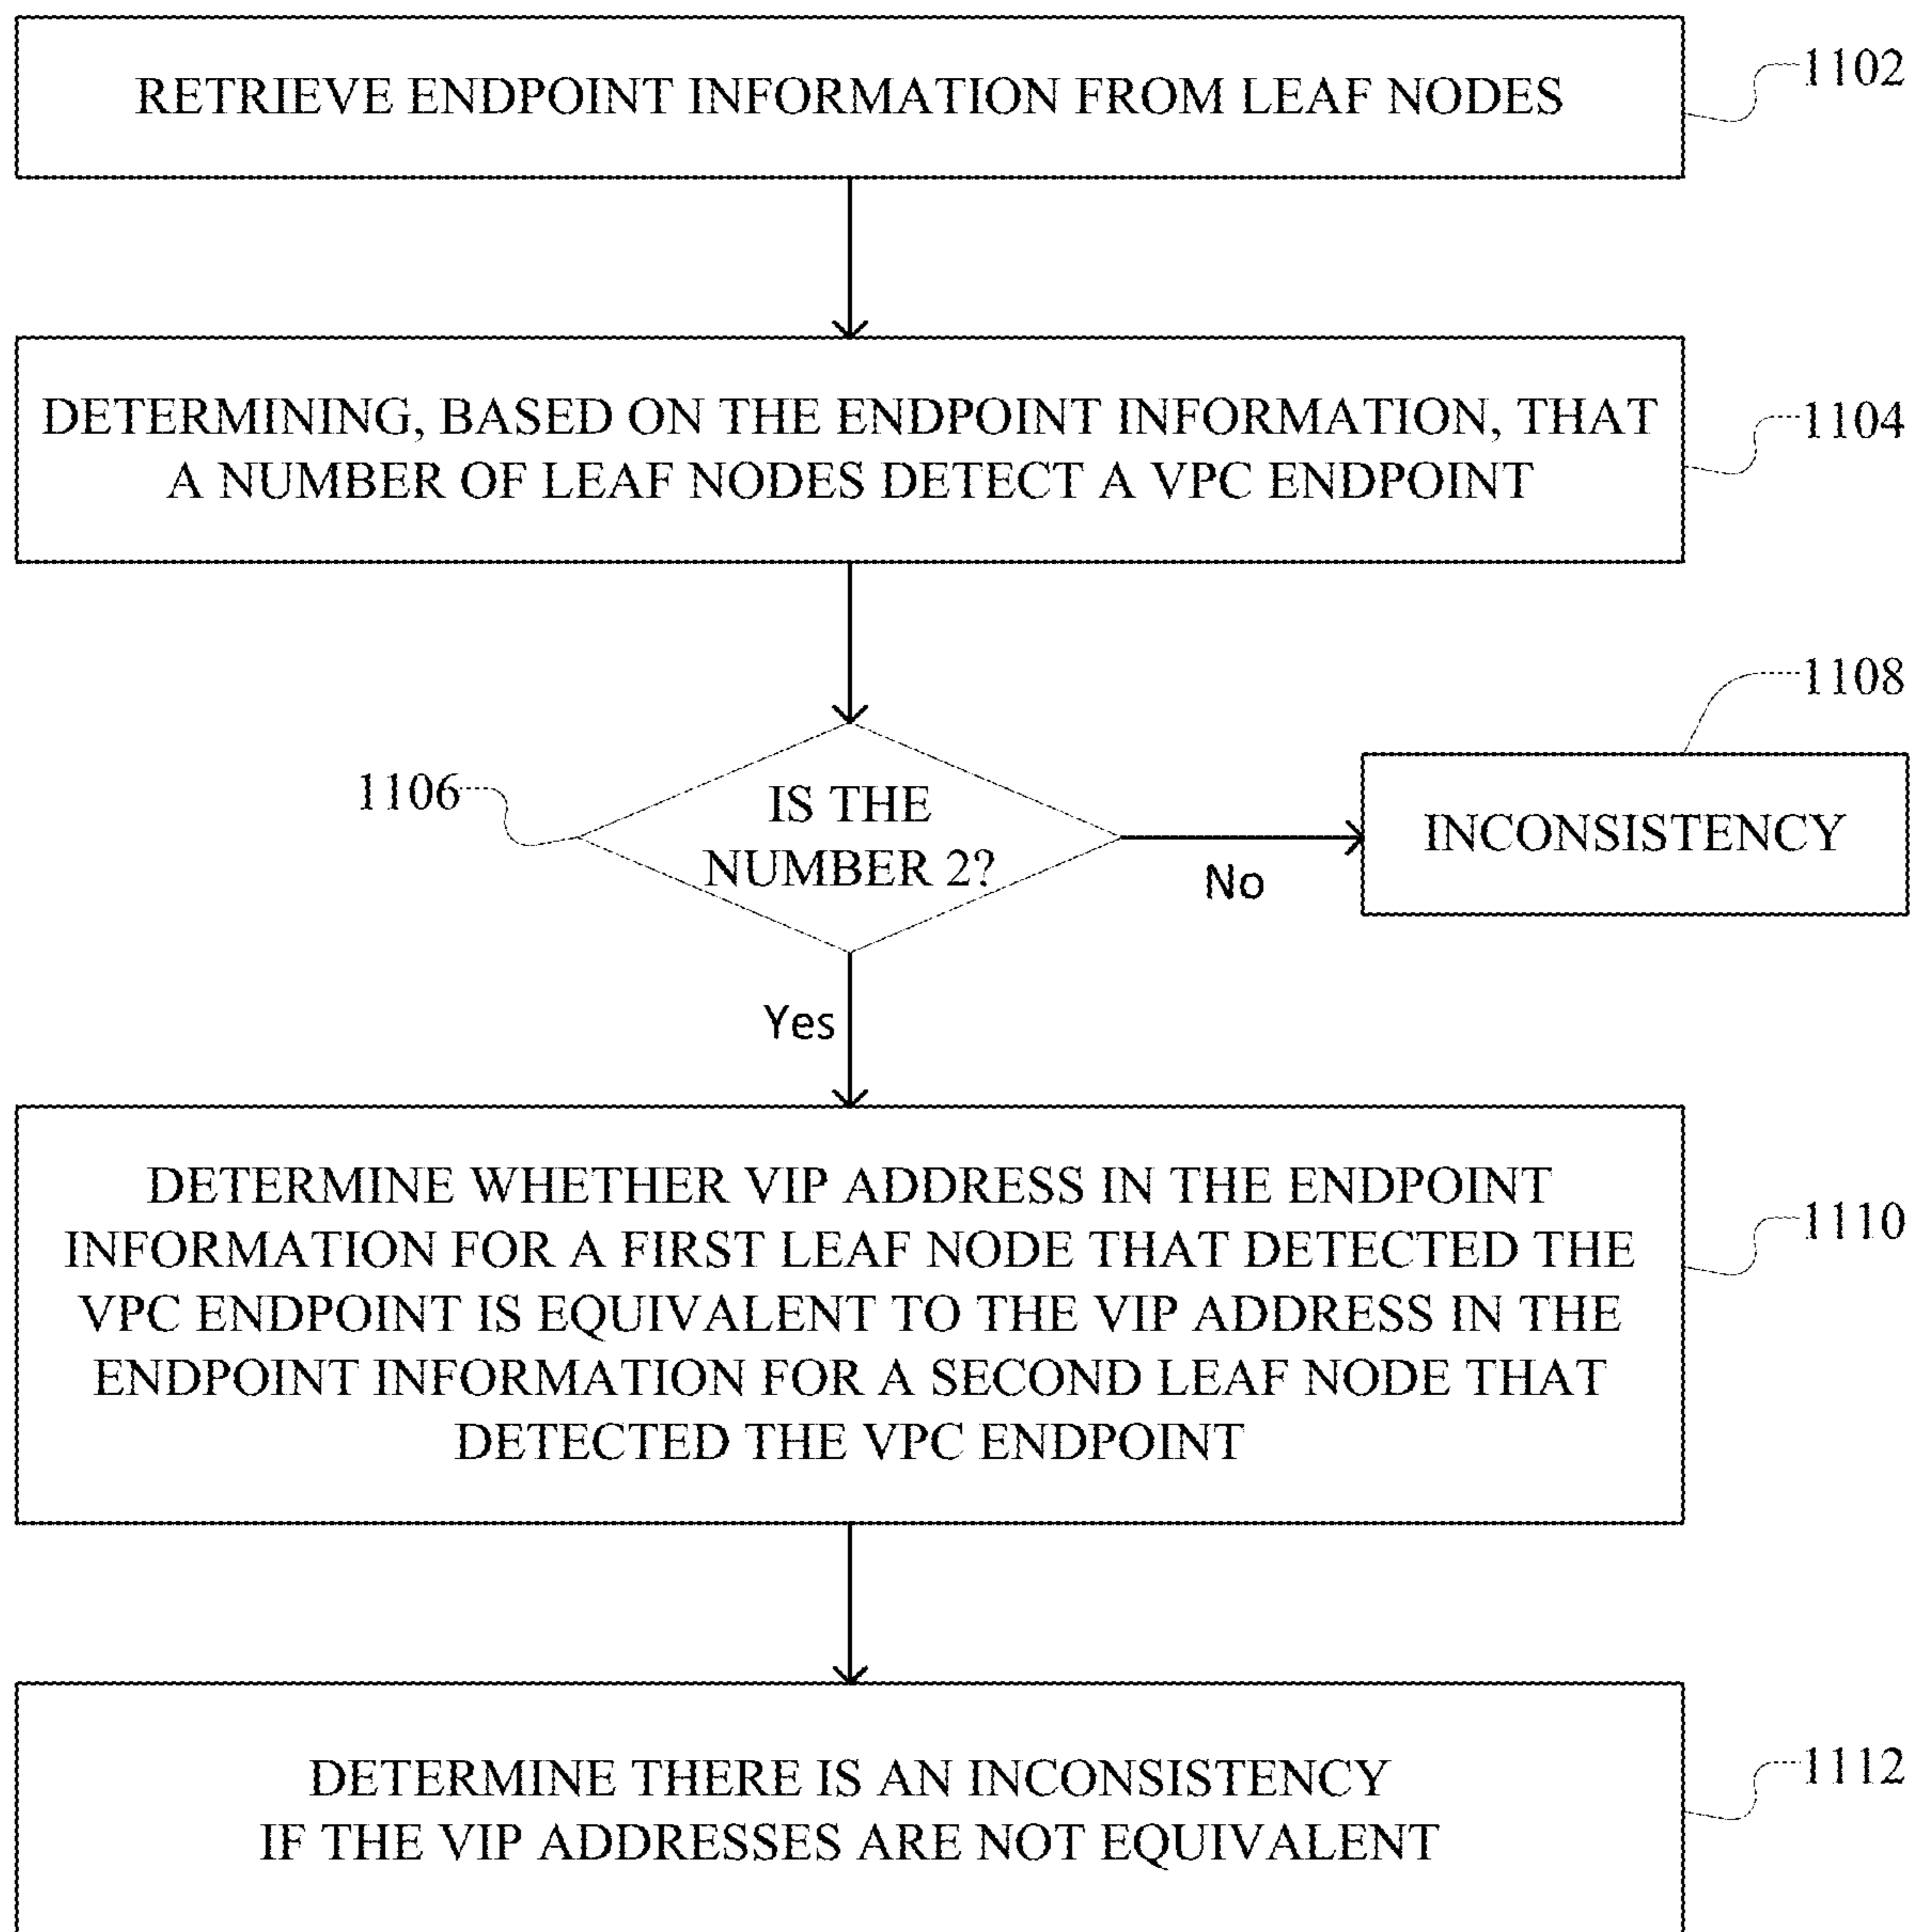 RETRIEVE ENDPOINT INFORMATION FROM LEAF NODES
1102
DETERMINING, BASED ON THE ENDPOINT INFORMATION, THAT
A NUMBER OF LEAF NODES DETECT A VPC ENDPOINT
1104
1106
IS THE
NUMBER 2?
No
1108
INCONSISTENCY
Yes
DETERMINE WHETHER VIP ADDRESS IN THE ENDPOINT
INFORMATION FOR A FIRST LEAF NODE THAT DETECTED THE
VPC ENDPOINT IS EQUIVALENT TO THE VIP ADDRESS IN THE
ENDPOINT INFORMATION FOR A SECOND LEAF NODE THAT
DETECTED THE VPC ENDPOINT
1110
DETERMINE THERE IS AN INCONSISTENCY
IF THE VIP ADDRESSES ARE NOT EQUIVALENT
1112